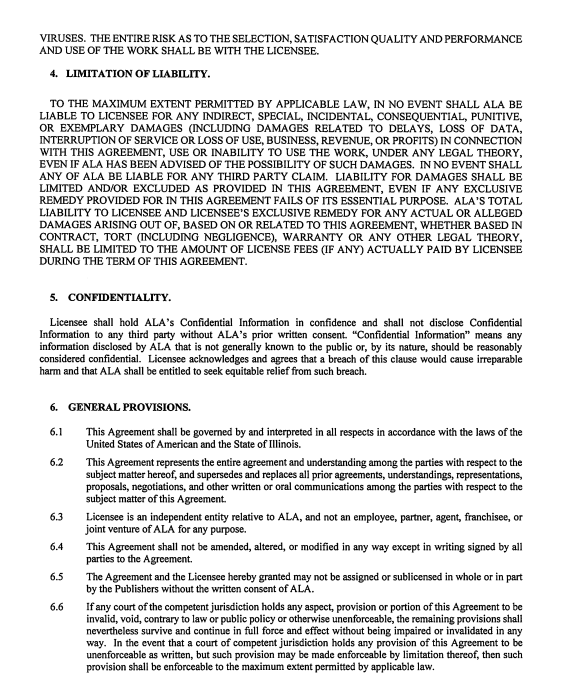 VIRUSES. THE ENTIRE RISK AS TO THE SELECTION, SATISFACTION QUALITY AND PERFORMANCE
AND USE OF THE WORK SHALL BE WITH THE LICENSEE.
4. LIMITATION OF LIABILITY.
TO THE MAXIMUM EXTENT PERMITTED BY APPLICABLE LAW, IN NO EVENT SHALL ALA BE
LIABLE TO LICENSEE FOR ANY INDIRECT, SPECIAL, INCIDENTAL, CONSEQUENTIAL, PUNITIVE,
OR EXEMPLARY DAMAGES (INCLUDING DAMAGES RELATED TO DELAYS, LOSS OF DATA,
INTERRUPTION OF SERVICE OR LOSS OF USE, BUSINESS, REVENUE, OR PROFITS) IN CONNECTION
WITH THIS AGREEMENT, USE OR INABILITY TO USE THE WORK, UNDER ANY LEGAL THEORY,
EVEN IF ALA HAS BEEN ADVISED OF THE POSSIBILITY OF SUCH DAMAGES. IN NO EVENT SHALL
ANY OF ALA BE LIABLE FOR ANY THIRD PARTY CLAIM. LIABILITY FOR DAMAGES SHALL BE
LIMITED AND/OR EXCLUDED AS PROVIDED IN THIS AGREEMENT, EVEN IF ANY EXCLUSIVE
REMEDY PROVIDED FOR IN THIS AGREEMENT FAILS OF ITS ESSENTIAL PURPOSE. ALA'S TOTAL
LIABILITY TO LICENSEE AND LICENSEE'S EXCLUSIVE REMEDY FOR ANY ACTUAL OR ALLEGED
DAMAGES ARISING OUT OF, BASED ON OR RELATED TO THIS AGREEMENT, WHETHER BASED IN
CONTRACT, TORT (INCLUDING NEGLIGENCE), WARRANTY OR ANY OTHER LEGAL THEORY,
SHALL BE LIMITED TO THE AMOUNT OF LICENSE FEES (IF ANY) ACTUALLY PAID BY LICENSEE
DURING THE TERM OF THIS AGREEMENT.
5. CONFIDENTIALITY.
Licensee shall hold ALA's Confidential Information in confidence and shall not disclose Confidential
Information to any third party without ALA's prior written consent. "Confidential Information" means any
information disclosed by ALA that is not generally known to the public or, by its nature, should be reasonably
considered confidential. Licensee acknowledges and agrees that a breach of this clause would cause irreparable
harm and that ALA shall be entitled to seek equitable relief from such breach.
6. GENERAL PROVISIONS.
6.1 This Agreement shall be governed by and interpreted in all respects in accordance with the laws of the
United States of American and the State of Illinois.
6.2 This Agreement represents the entire agreement and understanding among the parties with respect to the
subject matter hereof, and supersedes and replaces all prior agreements, understandings, representations,
proposals, negotiations, and other written or oral communications among the parties with respect to the
subject matter of this Agreement.
6.3 Licensee is an independent entity relative to ALA, and not an employee, partner, agent, franchisee, or
joint venture of ALA for any purpose.
6.4 This Agreement shall not be amended, altered, or modified in any way except in writing signed by all
parties to the Agreement.
6.5 The Agreement and the Licensee hereby granted may not be assigned or sublicensed in whole or in part
by the Publishers without the written consent of ALA.
6.6 If any court of the competent jurisdiction holds any aspect, provision or portion of this Agreement to be
invalid, void, contrary to law or public policy or otherwise unenforceable, the remaining provisions shall
nevertheless survive and continue in full force and effect without being impaired or invalidated in any
way. In the event that a court of competent jurisdiction holds any provision of this Agreement to be
unenforceable as written, but such provision may be made enforceable by limitation thereof, then such
provision shall be enforceable to the maximum extent permitted by applicable law.